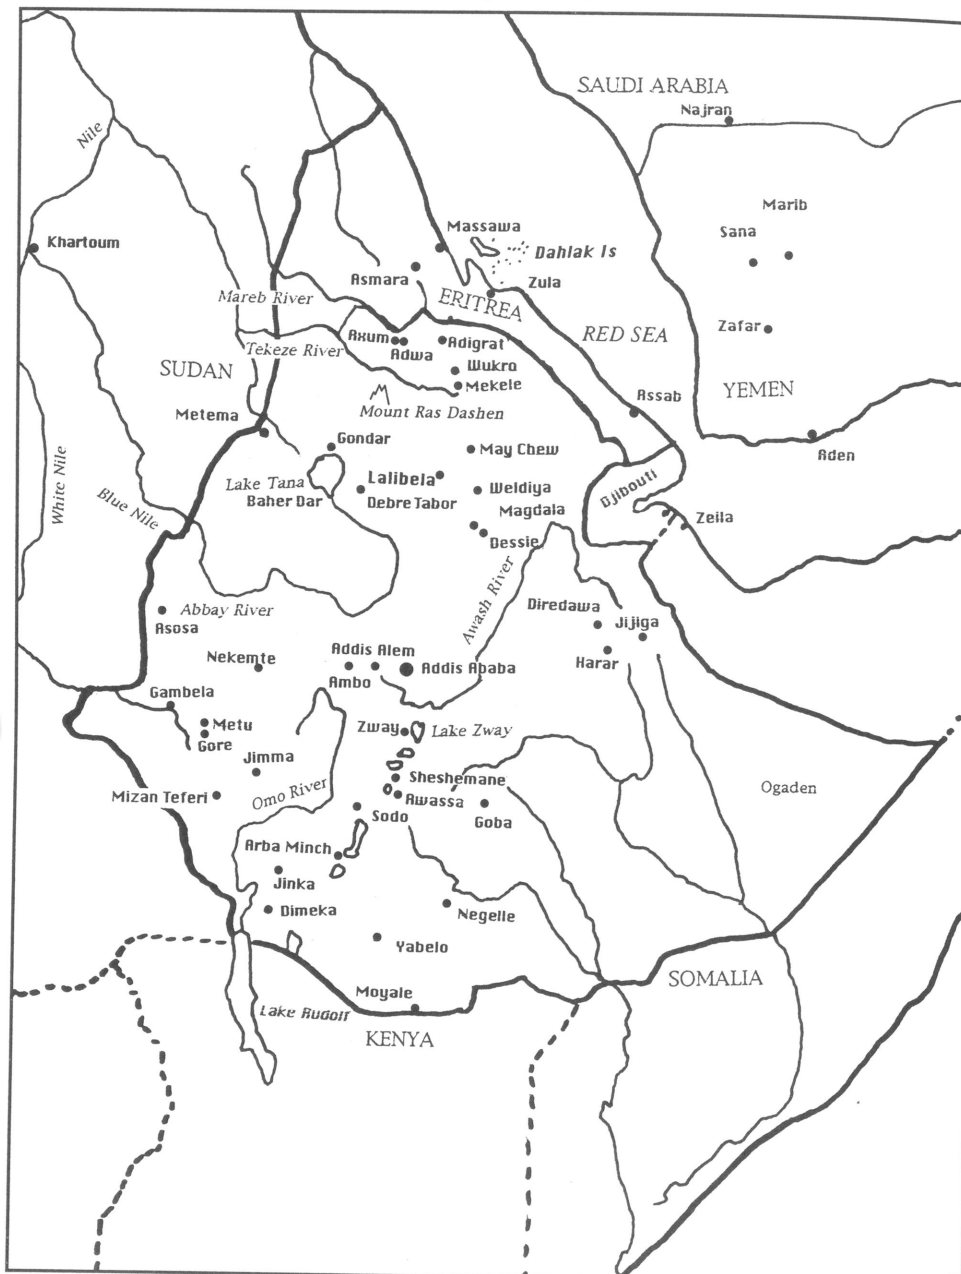 SAUDI ARABIA
Najran
Nile
Marib
Sana
Massawa
Khartoum
Dahlak Is
Asmara
Zula
Mareb River
ERITREA
Zafar
RED SEA
Axum
Adwa
Adigrat
Tekeze River
SUDAN
Wukro
Mekele
YEMEN
Assab
Mount Ras Dashen
Metema
Gondar
May Chew
Aden
White Nile
Lake Tana
Lalibela
Djibouti
Blue Nile
Baher Dar
Debre Tabor
Weldiya
Magdala
Zeila
Dessie
Awash River
Abbay River
Asosa
Diredawa
Jijiga
Nekemte
Addis Alem
Harar
Ambo
Addis Ababa
Gambela
Metu
Gore
Zway
Lake Zway
Jimma
Sheshemane
Ogaden
Mizan Teferi
Omo River
Awassa
Sodo
Goba
Arba Minch
Jinka
Dimeka
Negelle
Yabelo
SOMALIA
Moyale
Lake Rudolf
KENYA